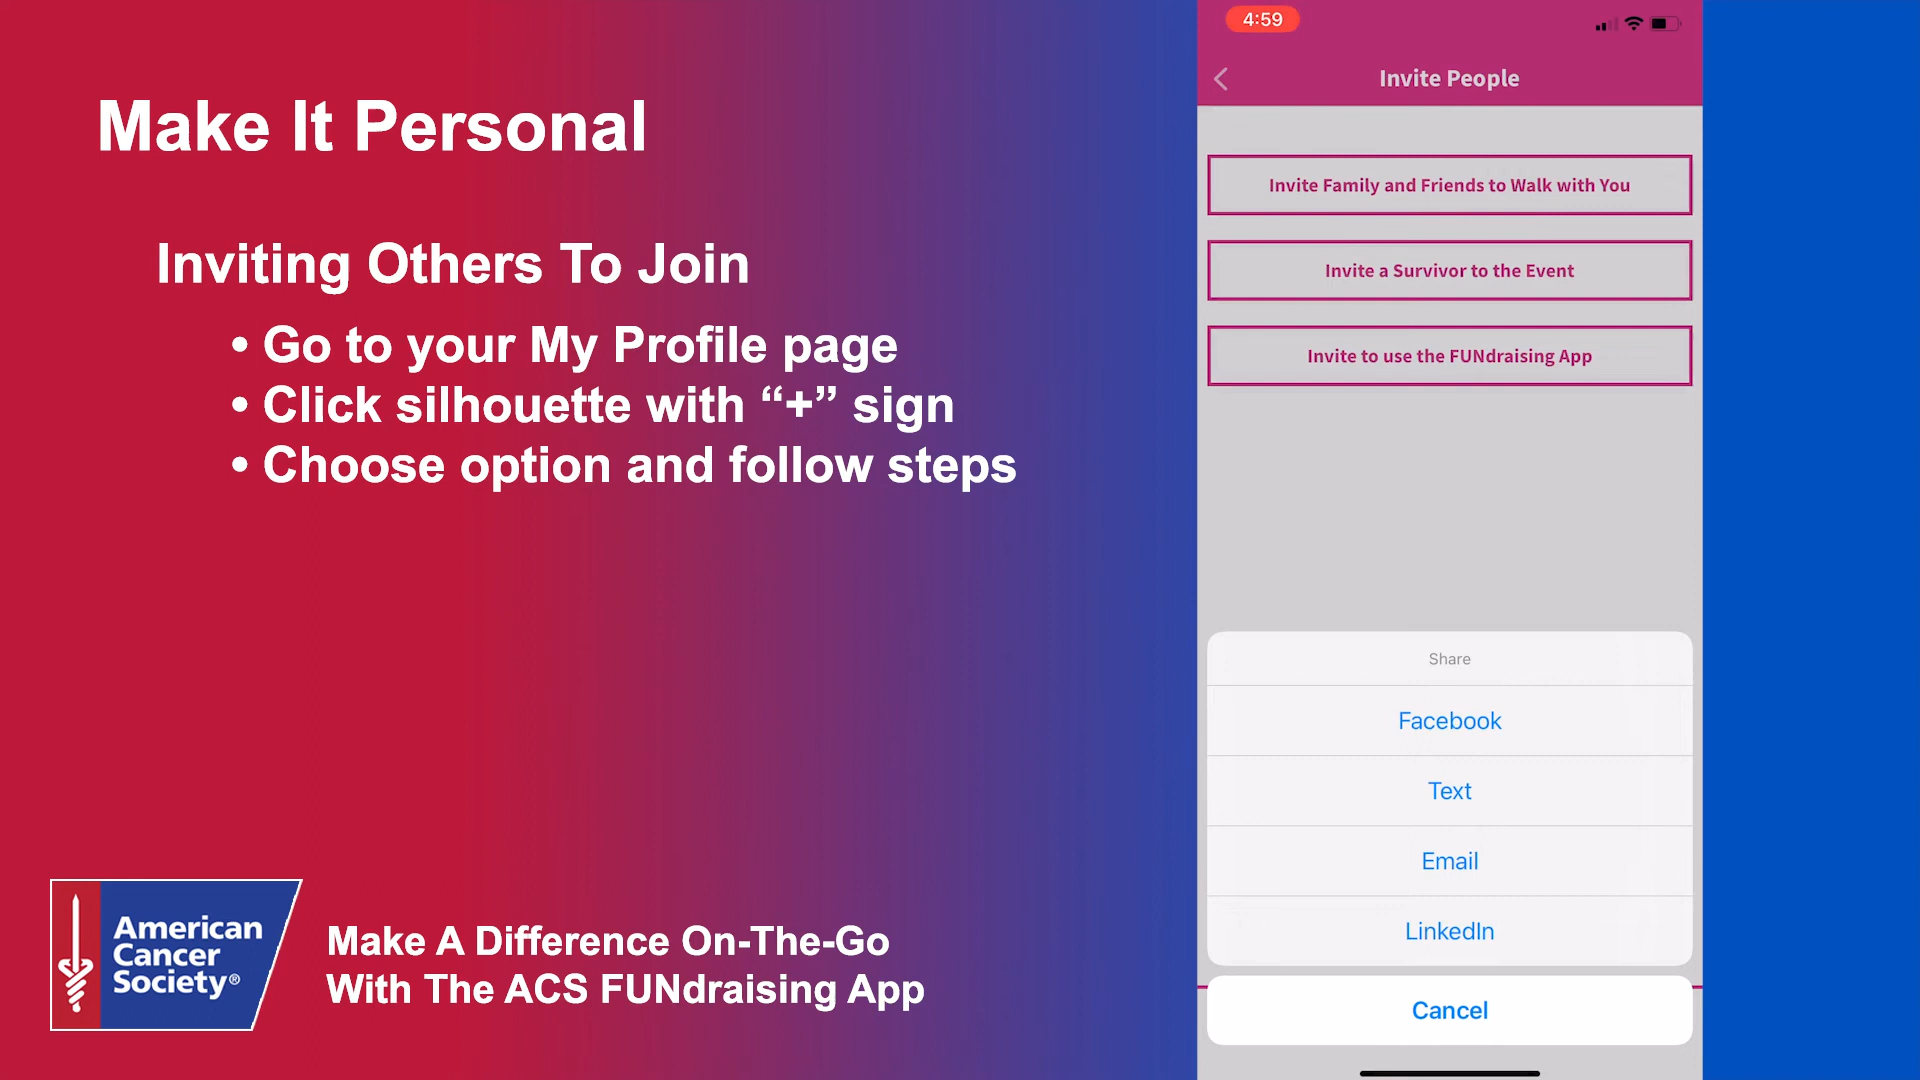 Make It Personal
Inviting Others To Join
• Go to your My Profile page
• Click silhouette with “+” sign
• Choose option and follow steps
American
Cancer
Society®
Make A Difference On-The-Go
With The ACS FUNdraising App
4:59
Invite People
Invite Family and Friends to Walk with You
Invite a Survivor to the Event
Invite to use the FUNdraising App
Share
Facebook
Text
Email
LinkedIn
Cancel